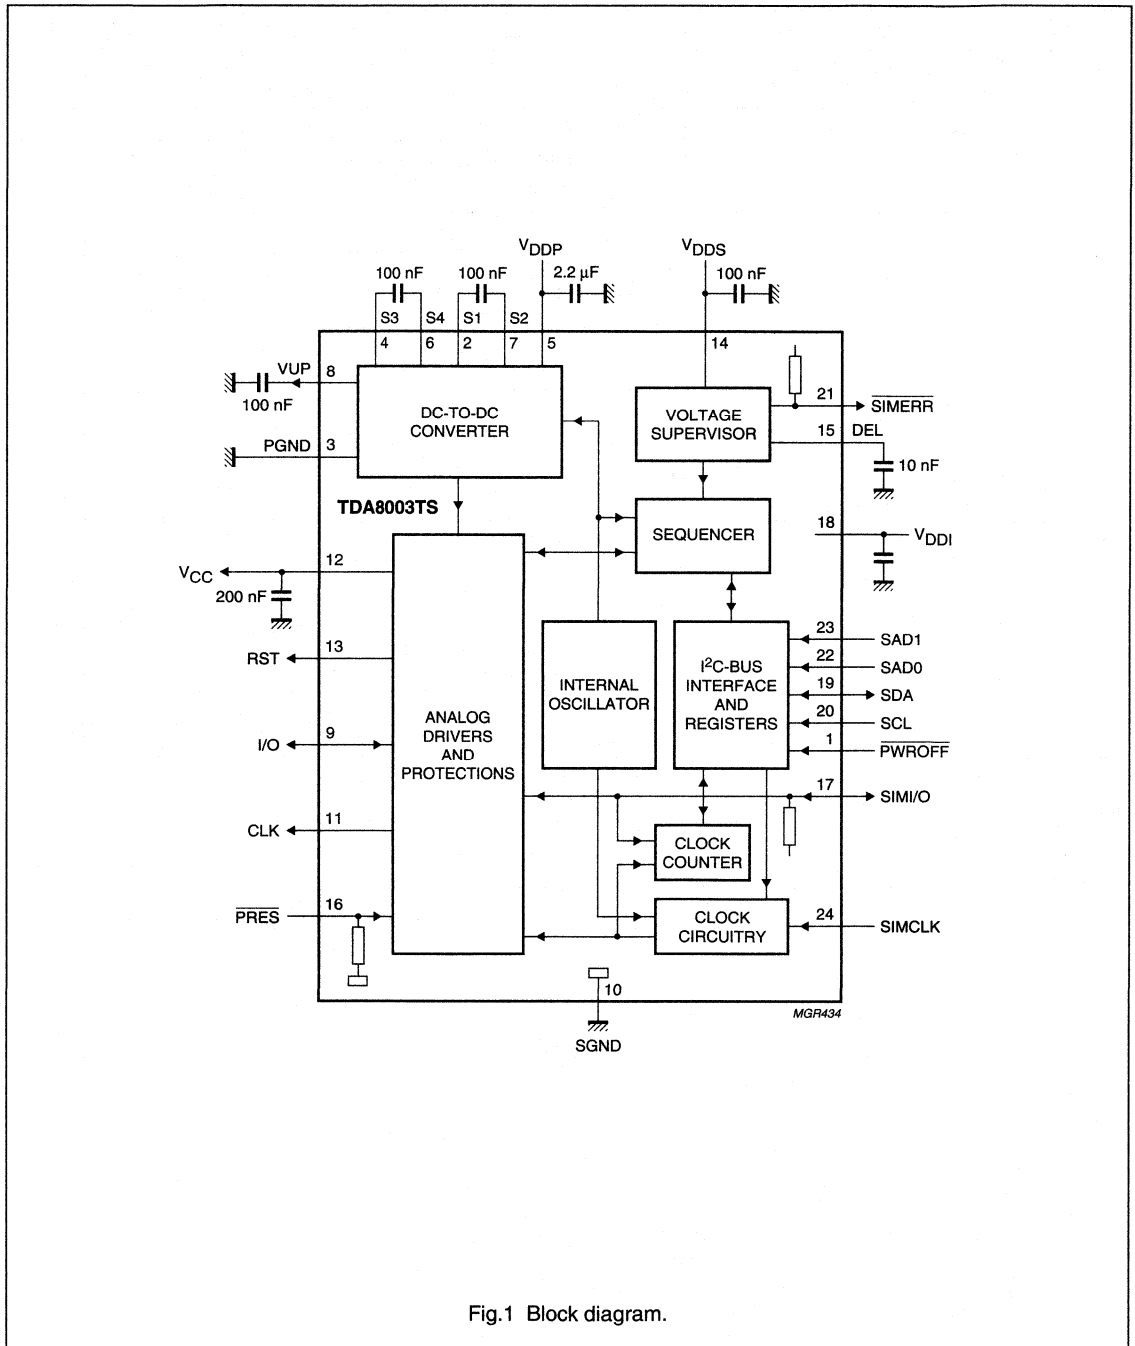 VDDP
VDDS
100 nF
100 nF
2.2 µF
100 nF
S3
S4
S1
S2
4
6
2
7
5
14
VUP
8
100 nF
DC-TO-DC
CONVERTER
VOLTAGE
SUPERVISOR
21
SIMERR
15
DEL
10 nF
PGND
3
TDA8003TS
SEQUENCER
18
VDDI
VCC
12
200 nF
RST
13
I/O
9
CLK
11
PRES
16
ANALOG
DRIVERS
AND
PROTECTIONS
INTERNAL
OSCILLATOR
I2C-BUS
INTERFACE
AND
REGISTERS
23
SAD1
22
SAD0
19
SDA
20
SCL
1
PWROFF
17
SIMI/O
CLOCK
COUNTER
CLOCK
CIRCUITRY
24
SIMCLK
10
SGND
MGR434
Fig.1 Block diagram.